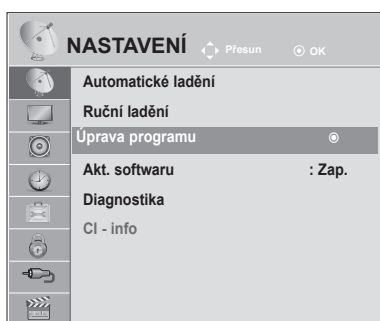 NASTAVENÍ Přesun OK
Automatické ladění
Ruční ladění
Úprava programu
Akt. softwaru : Zap.
Diagnostika
CI - info